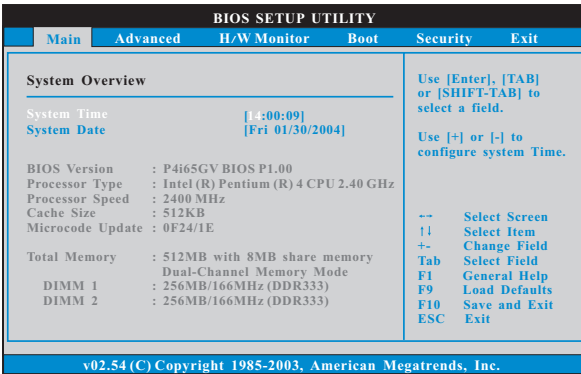 BIOS SETUP UTILITY
Main Advanced H/W Monitor Boot Security Exit
System Overview
System Time [14:00:09]
System Date [Fri 01/30/2004]
BIOS Version : P4i65GV BIOS P1.00
Processor Type : Intel (R) Pentium (R) 4 CPU 2.40 GHz
Processor Speed : 2400 MHz
Cache Size : 512KB
Microcode Update : 0F24/1E
Total Memory : 512MB with 8MB share memory
Dual-Channel Memory Mode
DIMM 1 : 256MB/166MHz (DDR333)
DIMM 2 : 256MB/166MHz (DDR333)
Use [Enter], [TAB]
or [SHIFT-TAB] to
select a field.
Use [+] or [-] to
configure system Time.
←→ Select Screen
↑↓ Select Item
+- Change Field
Tab Select Field
F1 General Help
F9 Load Defaults
F10 Save and Exit
ESC Exit
v02.54 (C) Copyright 1985-2003, American Megatrends, Inc.